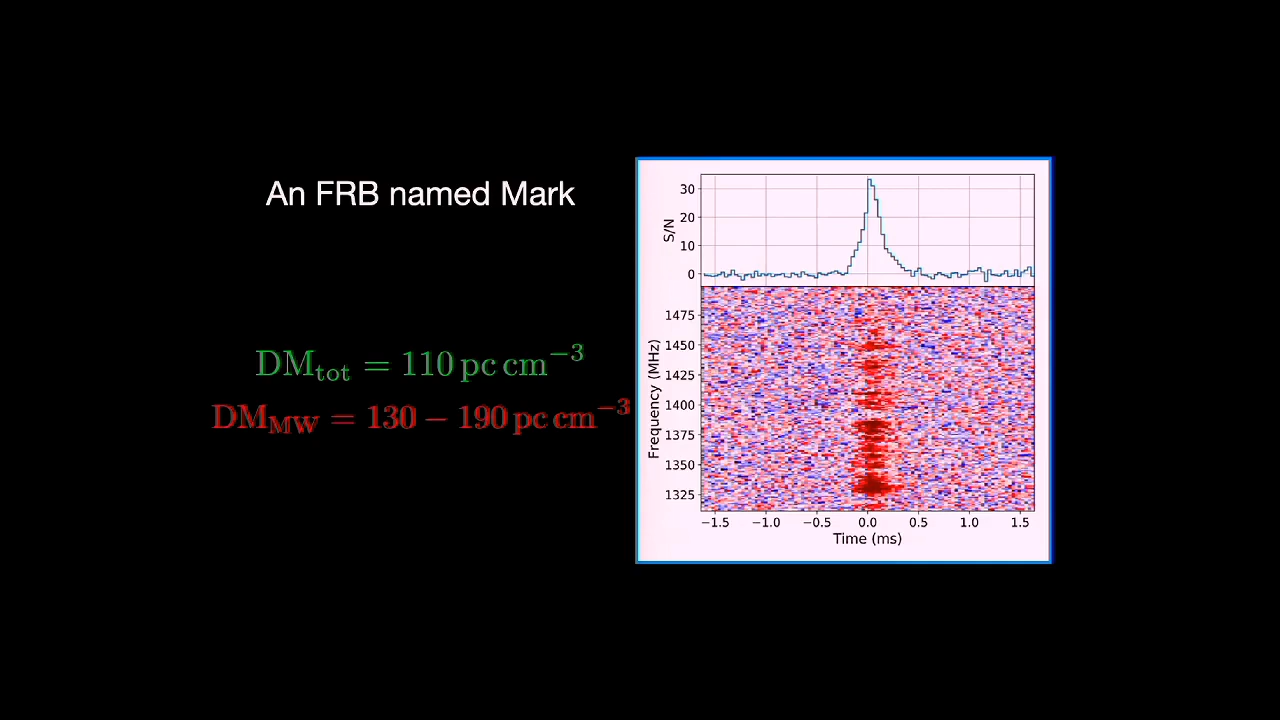 An FRB named Mark
DM_tot = 110 pc cm^−3
DM_MW = 130 − 190 pc cm^−3
S/N
30
20
10
0
Frequency (MHz)
1475
1450
1425
1400
1375
1350
1325
−1.5 −1.0 −0.5 0.0 0.5 1.0 1.5
Time (ms)